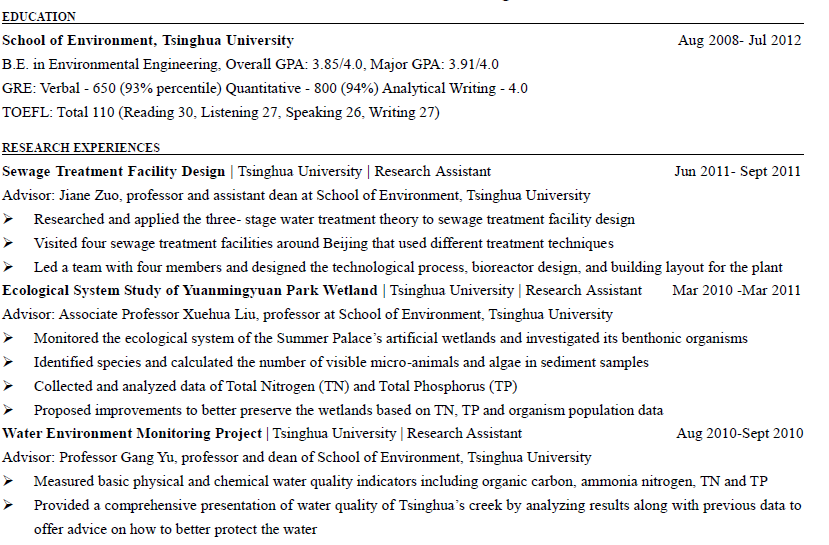 EDUCATION
School of Environment, Tsinghua University Aug 2008- Jul 2012
B.E. in Environmental Engineering, Overall GPA: 3.85/4.0, Major GPA: 3.91/4.0
GRE: Verbal - 650 (93% percentile) Quantitative - 800 (94%) Analytical Writing - 4.0
TOEFL: Total 110 (Reading 30, Listening 27, Speaking 26, Writing 27)
RESEARCH EXPERIENCES
Sewage Treatment Facility Design | Tsinghua University | Research Assistant Jun 2011- Sept 2011
Advisor: Jiane Zuo, professor and assistant dean at School of Environment, Tsinghua University
➢ Researched and applied the three- stage water treatment theory to sewage treatment facility design
➢ Visited four sewage treatment facilities around Beijing that used different treatment techniques
➢ Led a team with four members and designed the technological process, bioreactor design, and building layout for the plant
Ecological System Study of Yuanmingyuan Park Wetland | Tsinghua University | Research Assistant Mar 2010 -Mar 2011
Advisor: Associate Professor Xuehua Liu, professor at School of Environment, Tsinghua University
➢ Monitored the ecological system of the Summer Palace's artificial wetlands and investigated its benthonic organisms
➢ Identified species and calculated the number of visible micro-animals and algae in sediment samples
➢ Collected and analyzed data of Total Nitrogen (TN) and Total Phosphorus (TP)
➢ Proposed improvements to better preserve the wetlands based on TN, TP and organism population data
Water Environment Monitoring Project | Tsinghua University | Research Assistant Aug 2010-Sept 2010
Advisor: Professor Gang Yu, professor and dean of School of Environment, Tsinghua University
➢ Measured basic physical and chemical water quality indicators including organic carbon, ammonia nitrogen, TN and TP
➢ Provided a comprehensive presentation of water quality of Tsinghua's creek by analyzing results along with previous data to
offer advice on how to better protect the water